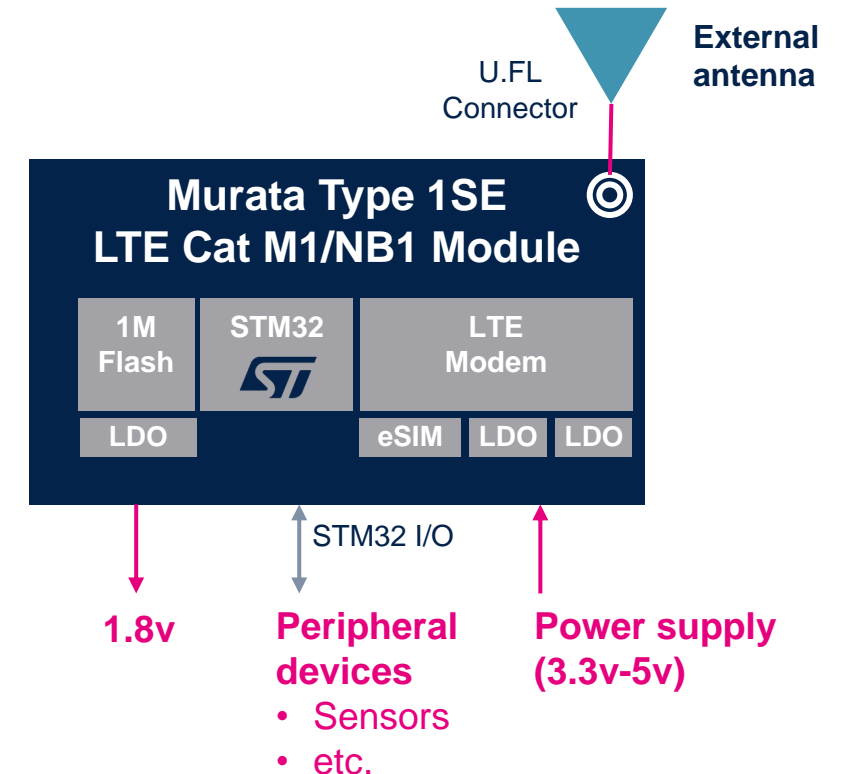 External
antenna
U.FL
Connector
Murata Type 1SE
LTE Cat M1/NB1 Module
1M
Flash
STM32
ST
LTE
Modem
LDO
eSIM
LDO
LDO
STM32 I/O
1.8v
Peripheral
devices
• Sensors
• etc.
Power supply
(3.3v-5v)